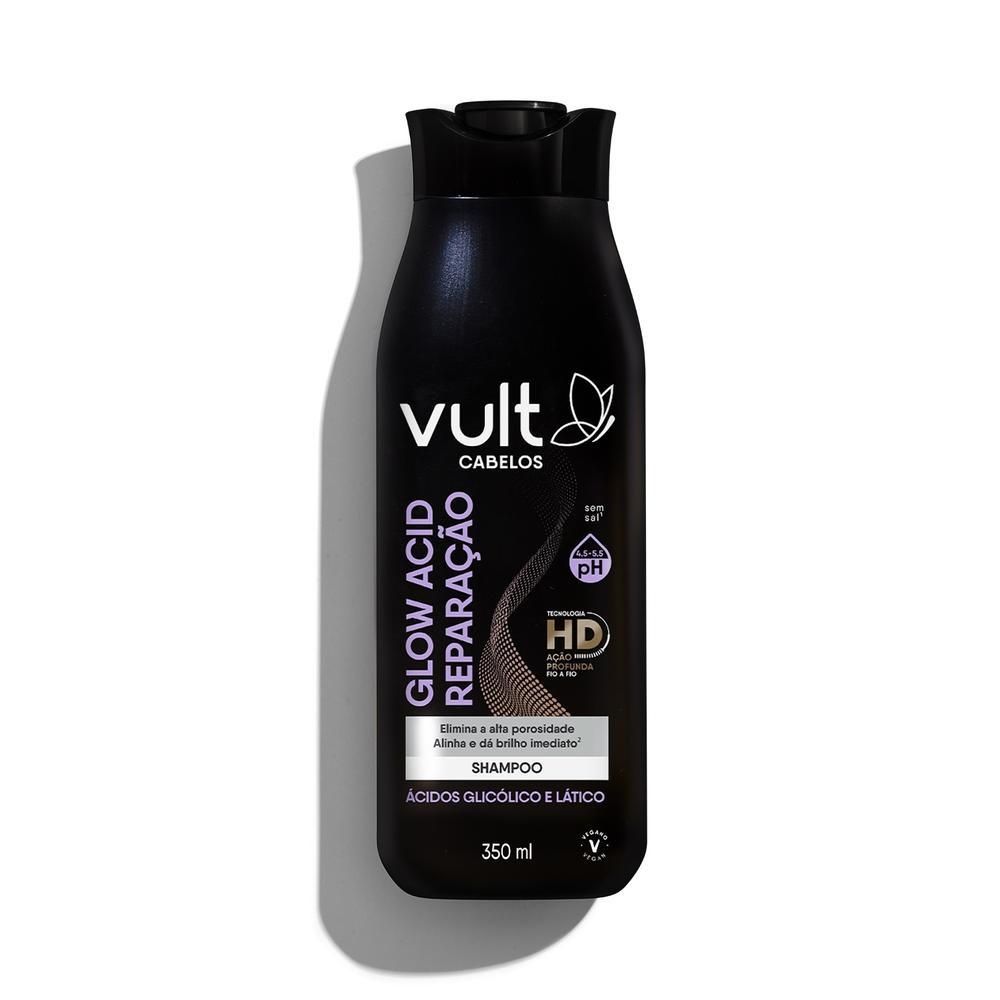 vult
CABELOS
GLOW ACID
REPARAÇÃO
sem
sal¹
4.5-5.5
pH
TECNOLOGIA
HD
AÇÃO
PROFUNDA
FIO A FIO
Elimina a alta porosidade
Alinha e dá brilho imediato²
SHAMPOO
ÁCIDOS GLICÓLICO E LÁTICO
350 ml
VEGANO
V
VEGAN